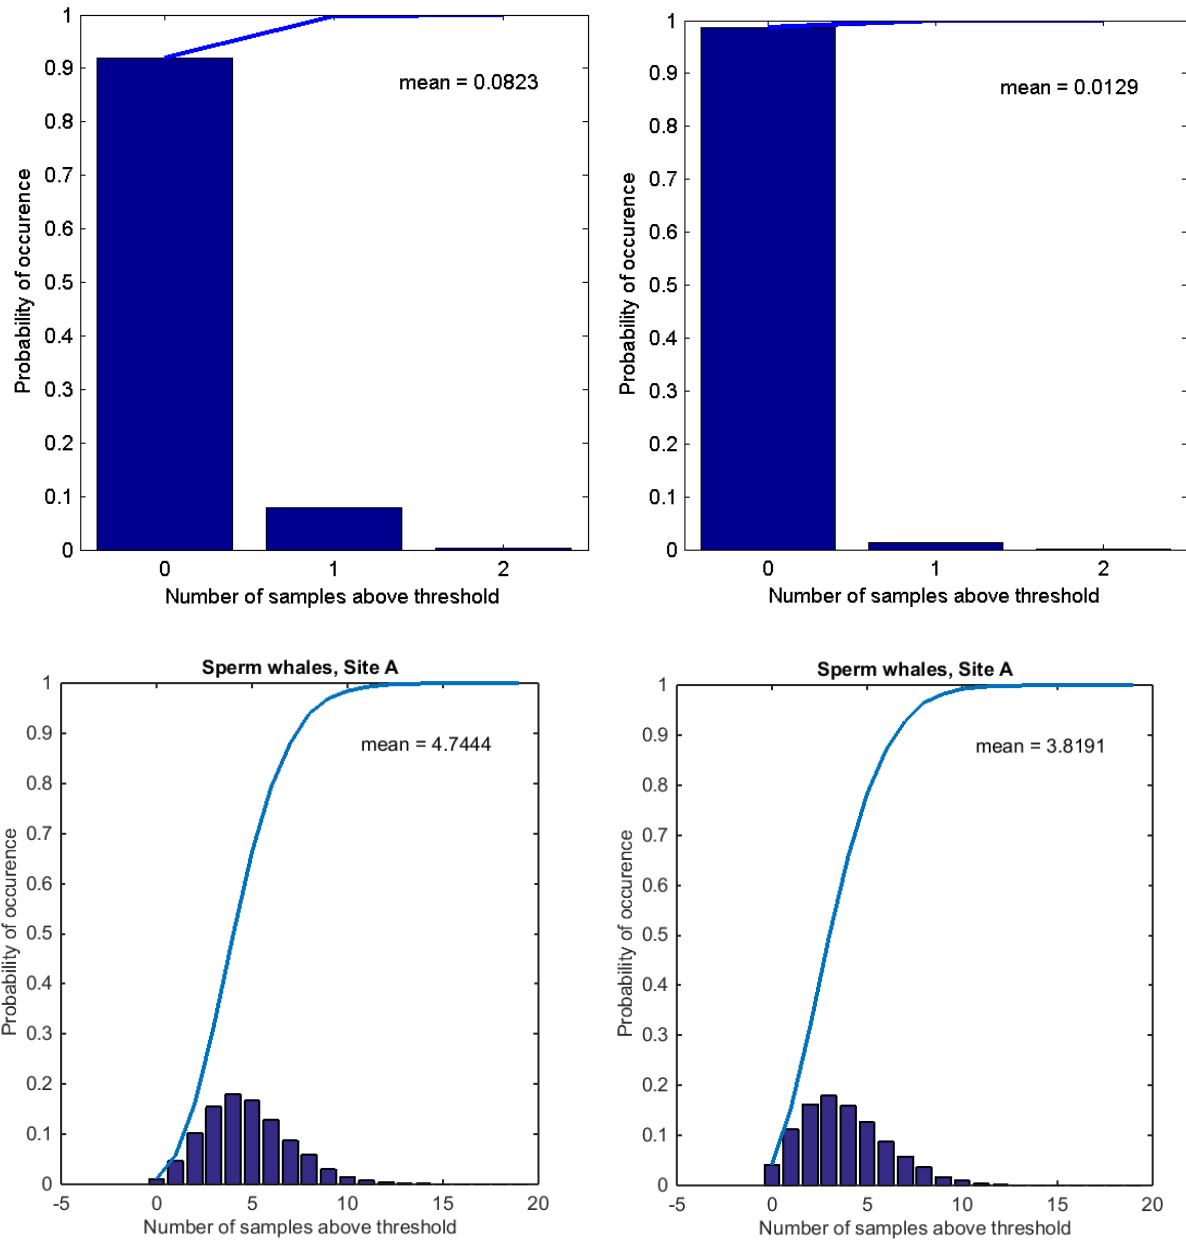 1
0.9
0.8
0.7
0.6
0.5
0.4
0.3
0.2
0.1
0
Probability of occurence
mean = 0.0823
0 1 2
Number of samples above threshold
1
0.9
0.8
0.7
0.6
0.5
0.4
0.3
0.2
0.1
0
Probability of occurence
mean = 0.0129
0 1 2
Number of samples above threshold
Sperm whales, Site A
1
0.9
0.8
0.7
0.6
0.5
0.4
0.3
0.2
0.1
0
Probability of occurence
mean = 4.7444
-5 0 5 10 15 20
Number of samples above threshold
Sperm whales, Site A
1
0.9
0.8
0.7
0.6
0.5
0.4
0.3
0.2
0.1
0
Probability of occurence
mean = 3.8191
-5 0 5 10 15 20
Number of samples above threshold